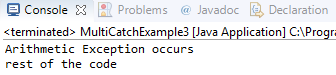 Console Problems @ Javadoc Declaration
<terminated> MultiCatchExample3 [Java Application] C:\Progra
Arithmetic Exception occurs
rest of the code